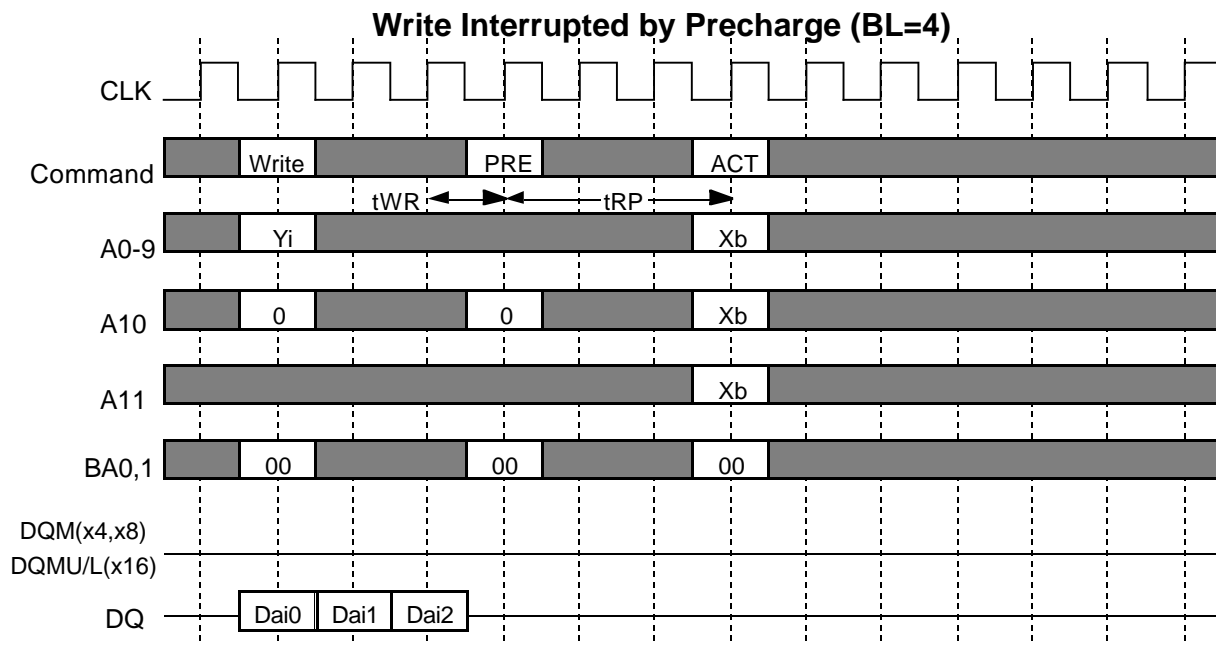 Write Interrupted by Precharge (BL=4)
CLK
Command Write PRE ACT
tWR tRP
A0-9 Yi Xb
A10 0 0 Xb
A11 Xb
BA0,1 00 00 00
DQM(x4,x8)
DQMU/L(x16)
DQ Dai0 Dai1 Dai2